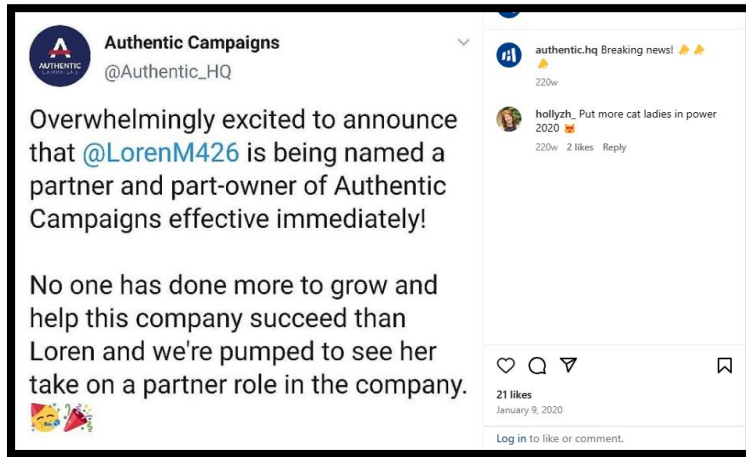 Authentic Campaigns
@Authentic_HQ
AUTHENTIC
CAMPAIGNS
Overwhelmingly excited to announce
that @LorenM426 is being named a
partner and part-owner of Authentic
Campaigns effective immediately!
No one has done more to grow and
help this company succeed than
Loren and we're pumped to see her
take on a partner role in the company.
🥳🎉
authentic.hq Breaking news! 📣 📣
📣
220w
hollyzh_ Put more cat ladies in power
2020 😻
220w 2 likes Reply
21 likes
January 9, 2020
Log in to like or comment.